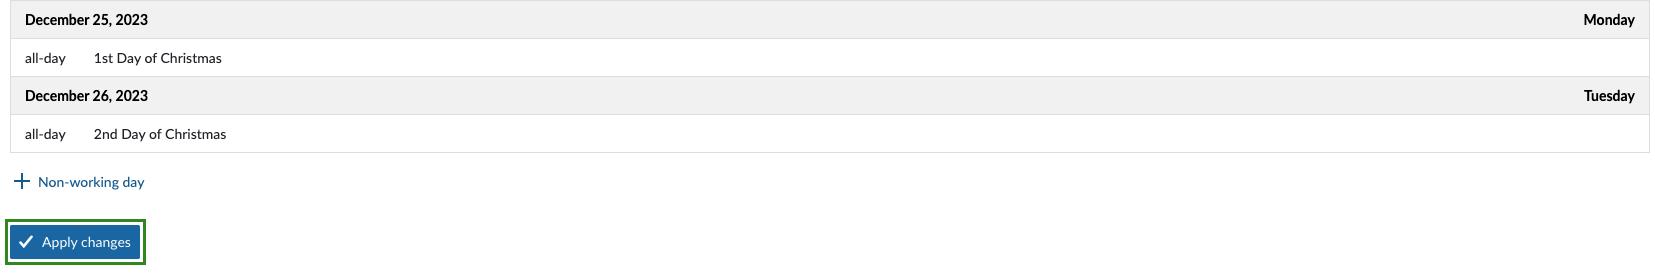 December 25, 2023 Monday
all-day 1st Day of Christmas
December 26, 2023 Tuesday
all-day 2nd Day of Christmas
Non-working day
Apply changes